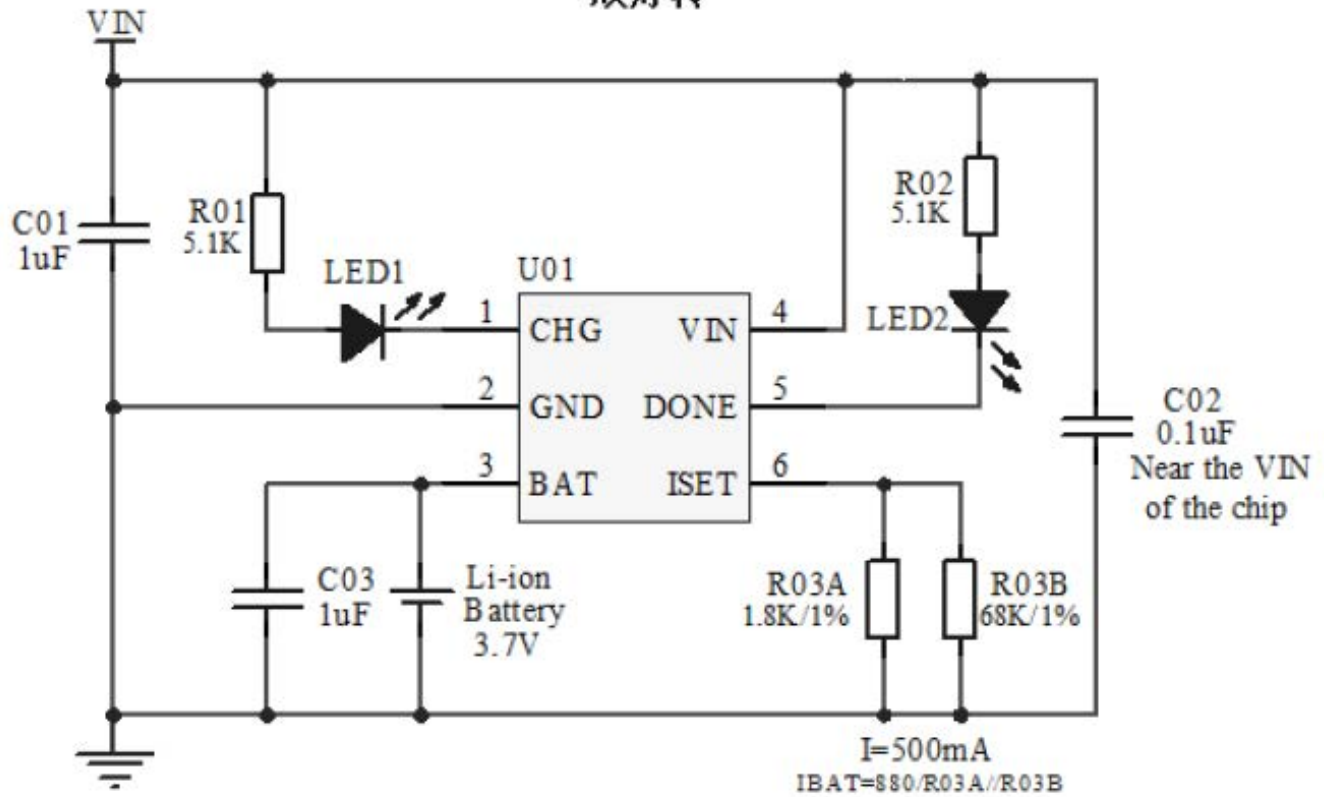 VIN
C01
1uF
R01
5.1K
LED1
U01
1
CHG
2
GND
3
BAT
VIN
4
DONE
5
ISET
6
R02
5.1K
LED2
C02
0.1uF
Near the VIN
of the chip
C03
1uF
Li-ion
Battery
3.7V
R03A
1.8K/1%
R03B
68K/1%
I=500mA
IBAT=880/R03A//R03B